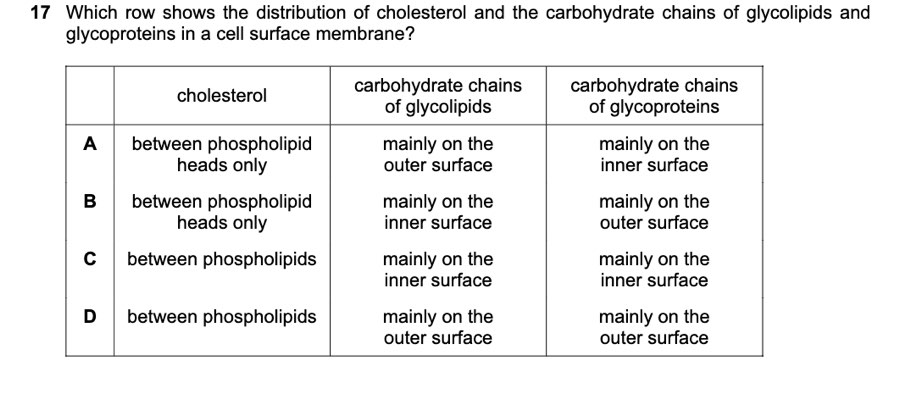 17 Which row shows the distribution of cholesterol and the carbohydrate chains of glycolipids and
glycoproteins in a cell surface membrane?
cholesterol
carbohydrate chains
of glycolipids
carbohydrate chains
of glycoproteins
A
between phospholipid
heads only
mainly on the
outer surface
mainly on the
inner surface
B
between phospholipid
heads only
mainly on the
inner surface
mainly on the
outer surface
C
between phospholipids
mainly on the
inner surface
mainly on the
inner surface
D
between phospholipids
mainly on the
outer surface
mainly on the
outer surface